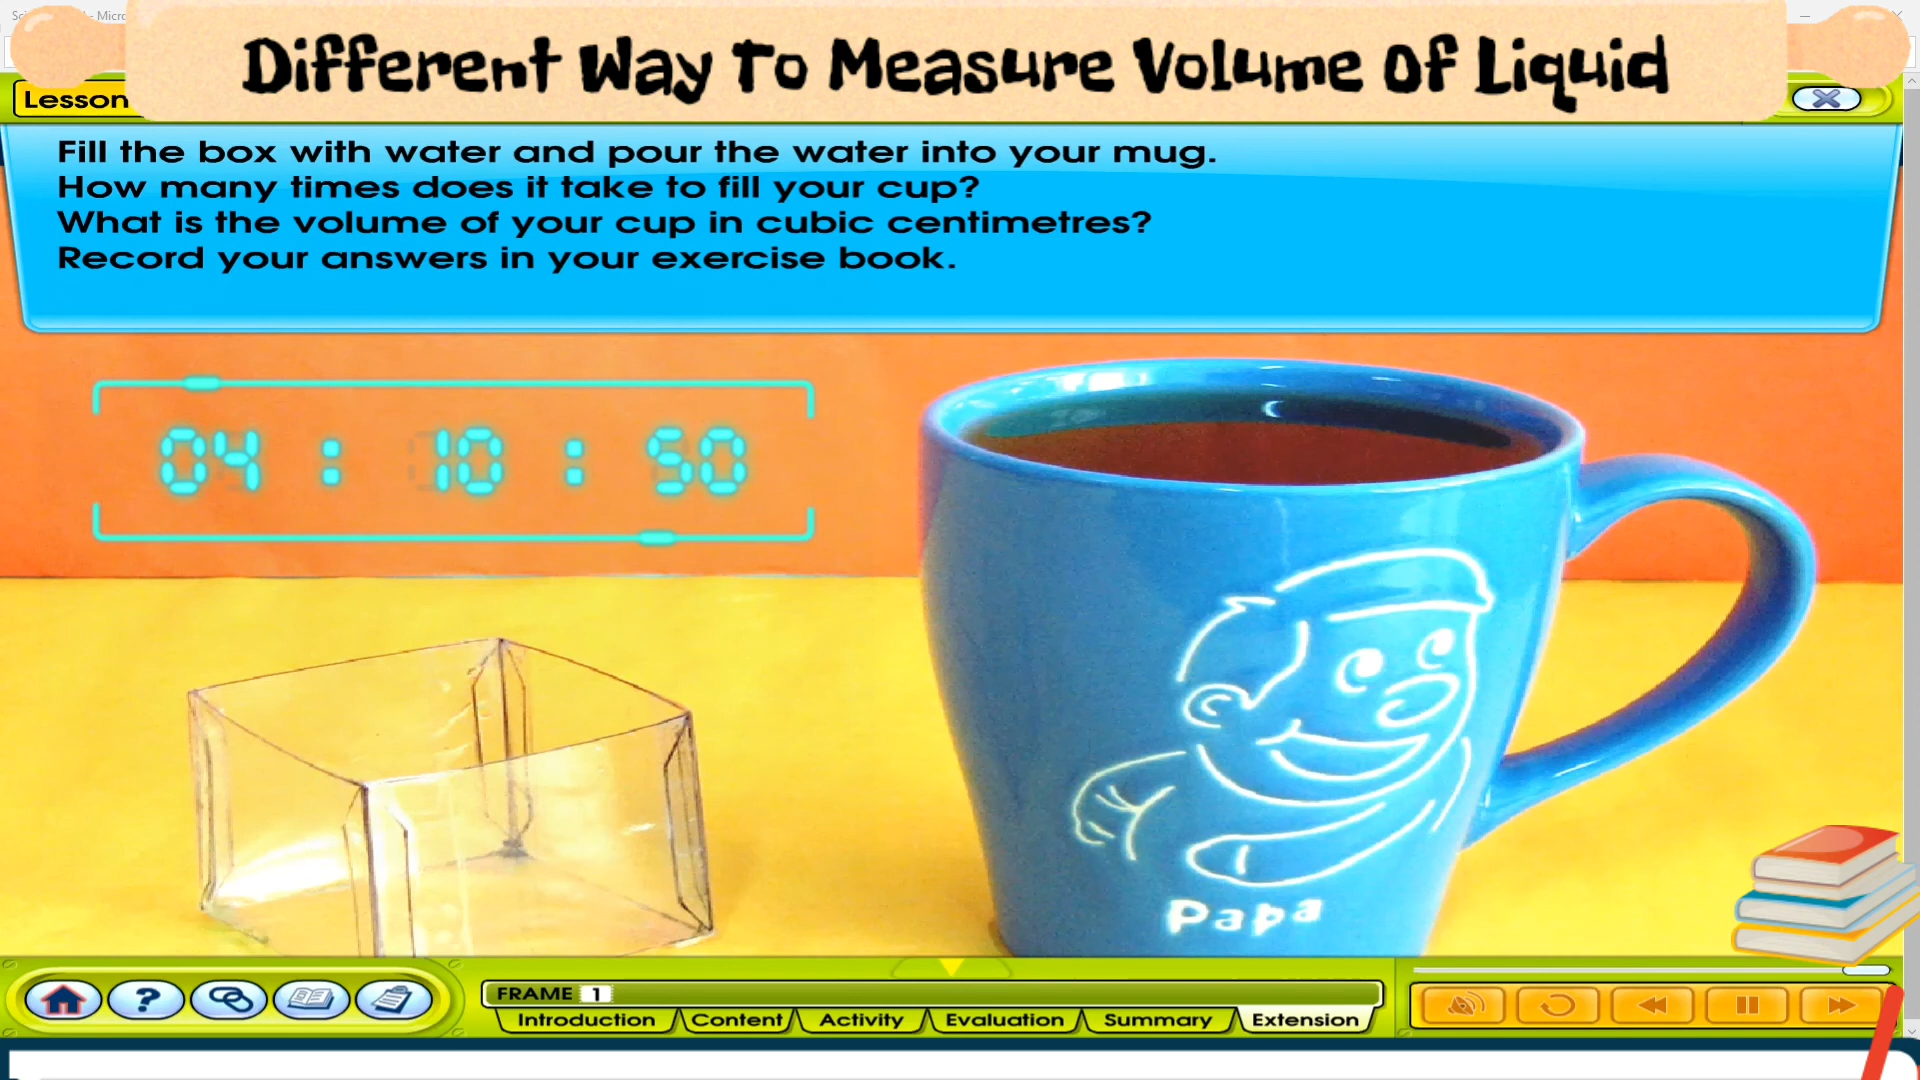 Different Way To Measure Volume Of Liquid
Lesson
Fill the box with water and pour the water into your mug.
How many times does it take to fill your cup?
What is the volume of your cup in cubic centimetres?
Record your answers in your exercise book.
04 : 10 : 50
Papa
FRAME 1
Introduction Content Activity Evaluation Summary Extension